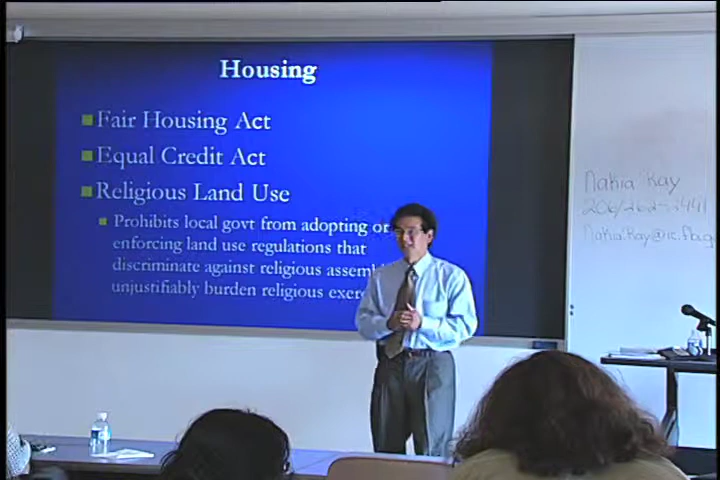 Housing
Fair Housing Act
Equal Credit Act
Religious Land Use
Prohibits local govt from adopting or
enforcing land use regulations that
discriminate against religious
unjustifiably burden religious
Nakia Kay